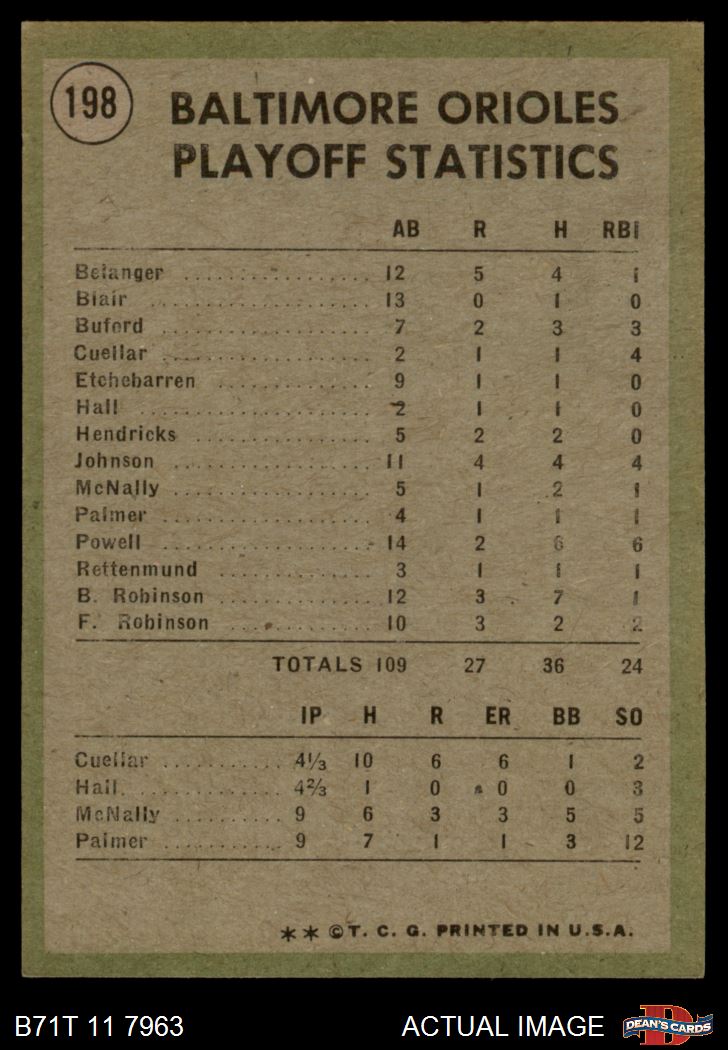 198
BALTIMORE ORIOLES
PLAYOFF STATISTICS
AB R H RBI
Belanger 12 5 4 1
Blair 13 0 1 0
Buford 7 2 3 3
Cuellar 2 1 1 4
Etchebarren 9 1 1 0
Hall 2 1 1 0
Hendricks 5 2 2 0
Johnson 11 4 4 4
McNally 5 1 2 1
Palmer 4 1 1 1
Powell 14 2 6 6
Rettenmund 3 1 1 1
B. Robinson 12 3 7 1
F. Robinson 10 3 2 2
TOTALS 109 27 36 24
IP H R ER BB SO
Cuellar 4⅓ 10 6 6 1 2
Hall 4⅔ 1 0 0 0 3
McNally 9 6 3 3 5 5
Palmer 9 7 1 1 3 12
** ©T. C. G. PRINTED IN U.S.A.
B71T 11 7963 ACTUAL IMAGE DEAN'S CARDS